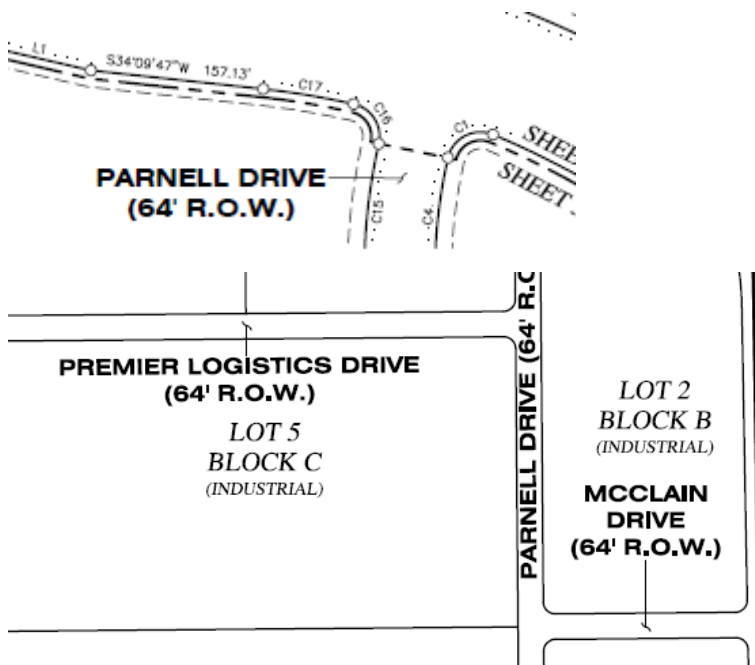 L1
S34°09'47"W 157.13'
C17
C16
C1
SHEET
PARNELL DRIVE
(64' R.O.W.)
C15
C4
PREMIER LOGISTICS DRIVE
(64' R.O.W.)
LOT 5
BLOCK C
(INDUSTRIAL)
PARNELL DRIVE (64' R.O
LOT 2
BLOCK B
(INDUSTRIAL)
MCCLAIN
DRIVE
(64' R.O.W.)